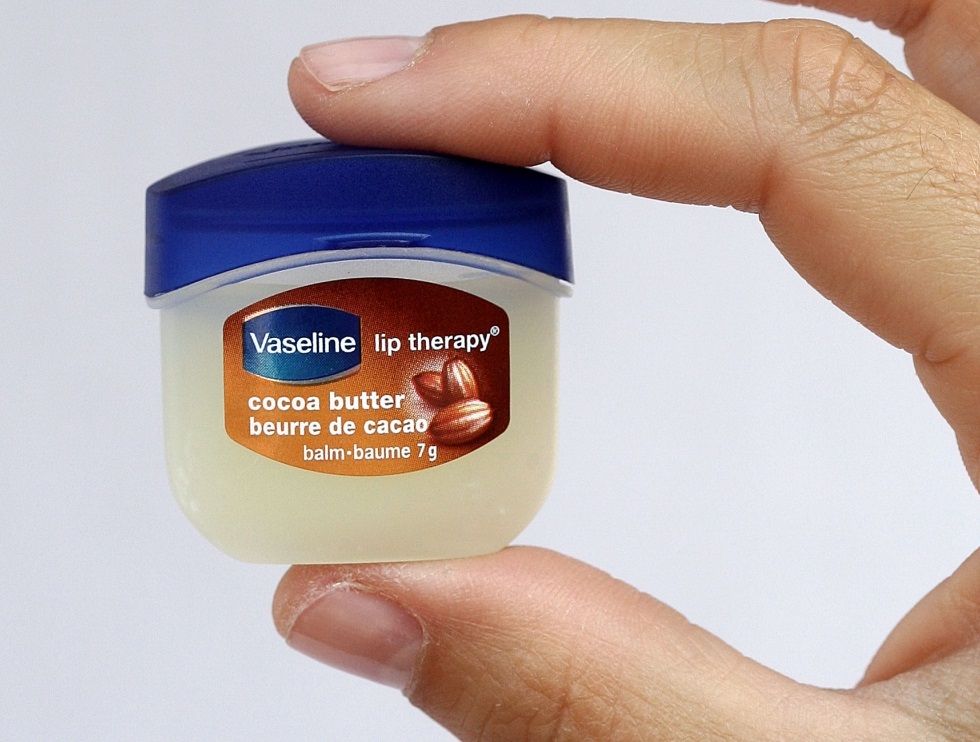 Vaseline lip therapy®
cocoa butter
beurre de cacao
balm•baume 7g